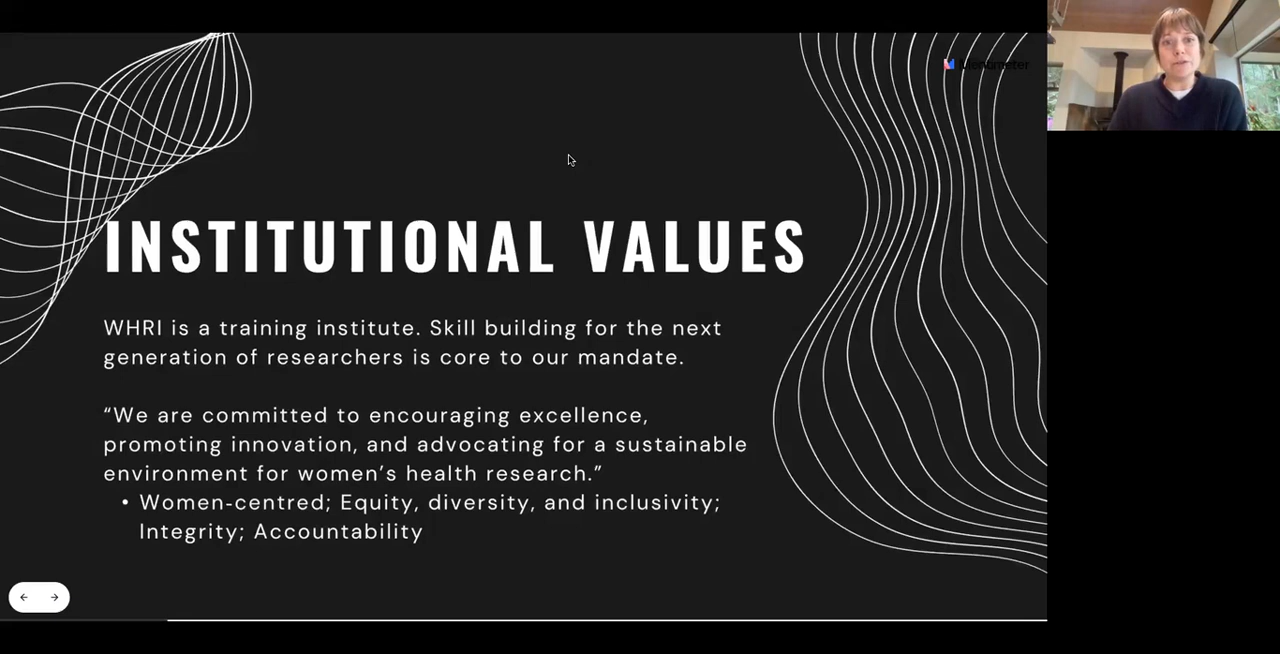 Mentimeter
INSTITUTIONAL VALUES
WHRI is a training institute. Skill building for the next
generation of researchers is core to our mandate.
“We are committed to encouraging excellence,
promoting innovation, and advocating for a sustainable
environment for women’s health research.”
• Women-centred; Equity, diversity, and inclusivity;
Integrity; Accountability